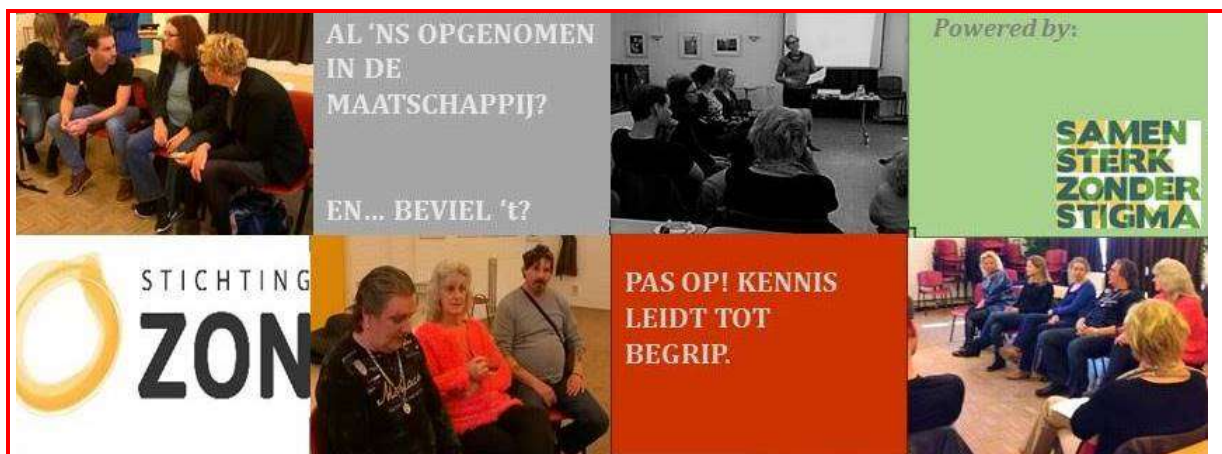 AL ‘NS OPGENOMEN
IN DE
MAATSCHAPPIJ?
EN... BEVIEL ‘t?
Powered by:
SAMEN
STERK
ZONDER
STIGMA
STICHTING
ZON
PAS OP! KENNIS
LEIDT TOT
BEGRIP.